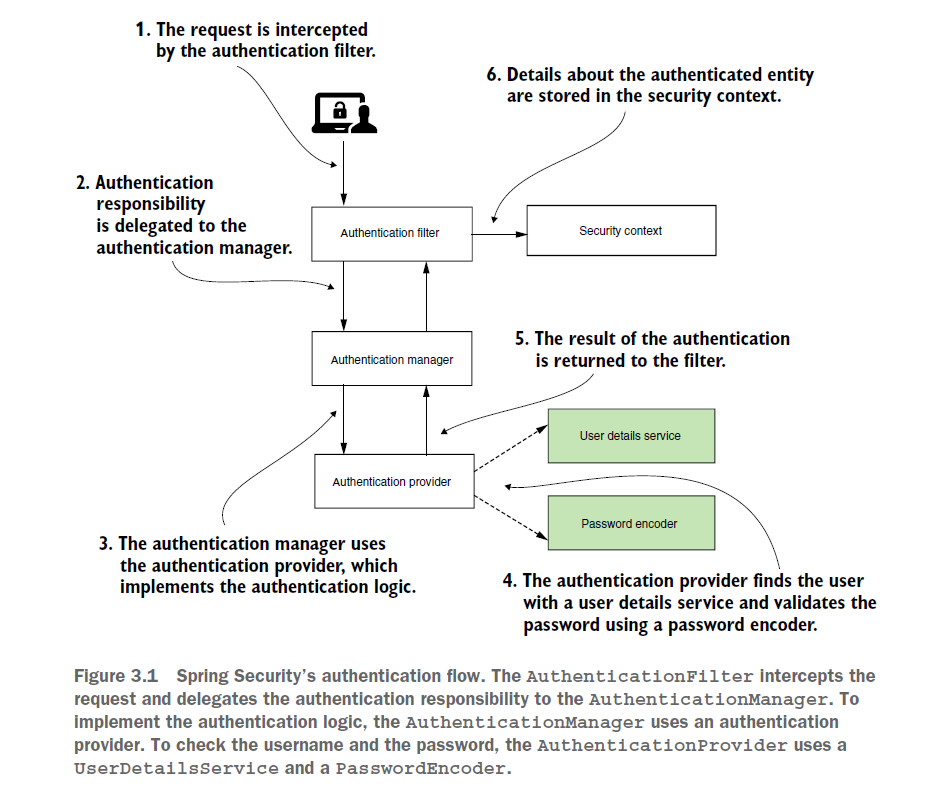 1. The request is intercepted
by the authentication filter.
6. Details about the authenticated entity
are stored in the security context.
2. Authentication
responsibility
is delegated to the
authentication manager.
Authentication filter
Security context
Authentication manager
5. The result of the authentication
is returned to the filter.
User details service
Authentication provider
Password encoder
3. The authentication manager uses
the authentication provider, which
implements the authentication logic.
4. The authentication provider finds the user
with a user details service and validates the
password using a password encoder.
Figure 3.1 Spring Security's authentication flow. The AuthenticationFilter intercepts the
request and delegates the authentication responsibility to the AuthenticationManager. To
implement the authentication logic, the AuthenticationManager uses an authentication
provider. To check the username and the password, the AuthenticationProvider uses a
UserDetailsService and a PasswordEncoder.